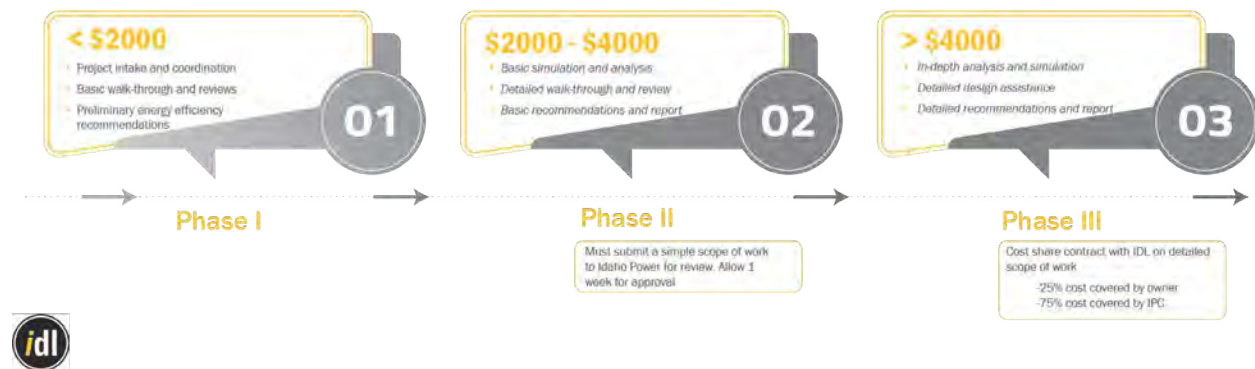 < $2000
Project intake and coordination
Basic walk-through and reviews
Preliminary energy efficiency
recommendations
01
Phase I
$2000 - $4000
Basic simulation and analysis
Detailed walk-through and review
Basic recommendations and report
02
Phase II
Must submit a simple scope of work
to Idaho Power for review. Allow 1
week for approval
> $4000
In-depth analysis and simulation
Detailed design assistance
Detailed recommendations and report
03
Phase III
Cost share contract with IDL on detailed
scope of work
-25% cost covered by owner
-75% cost covered by IPC
idl